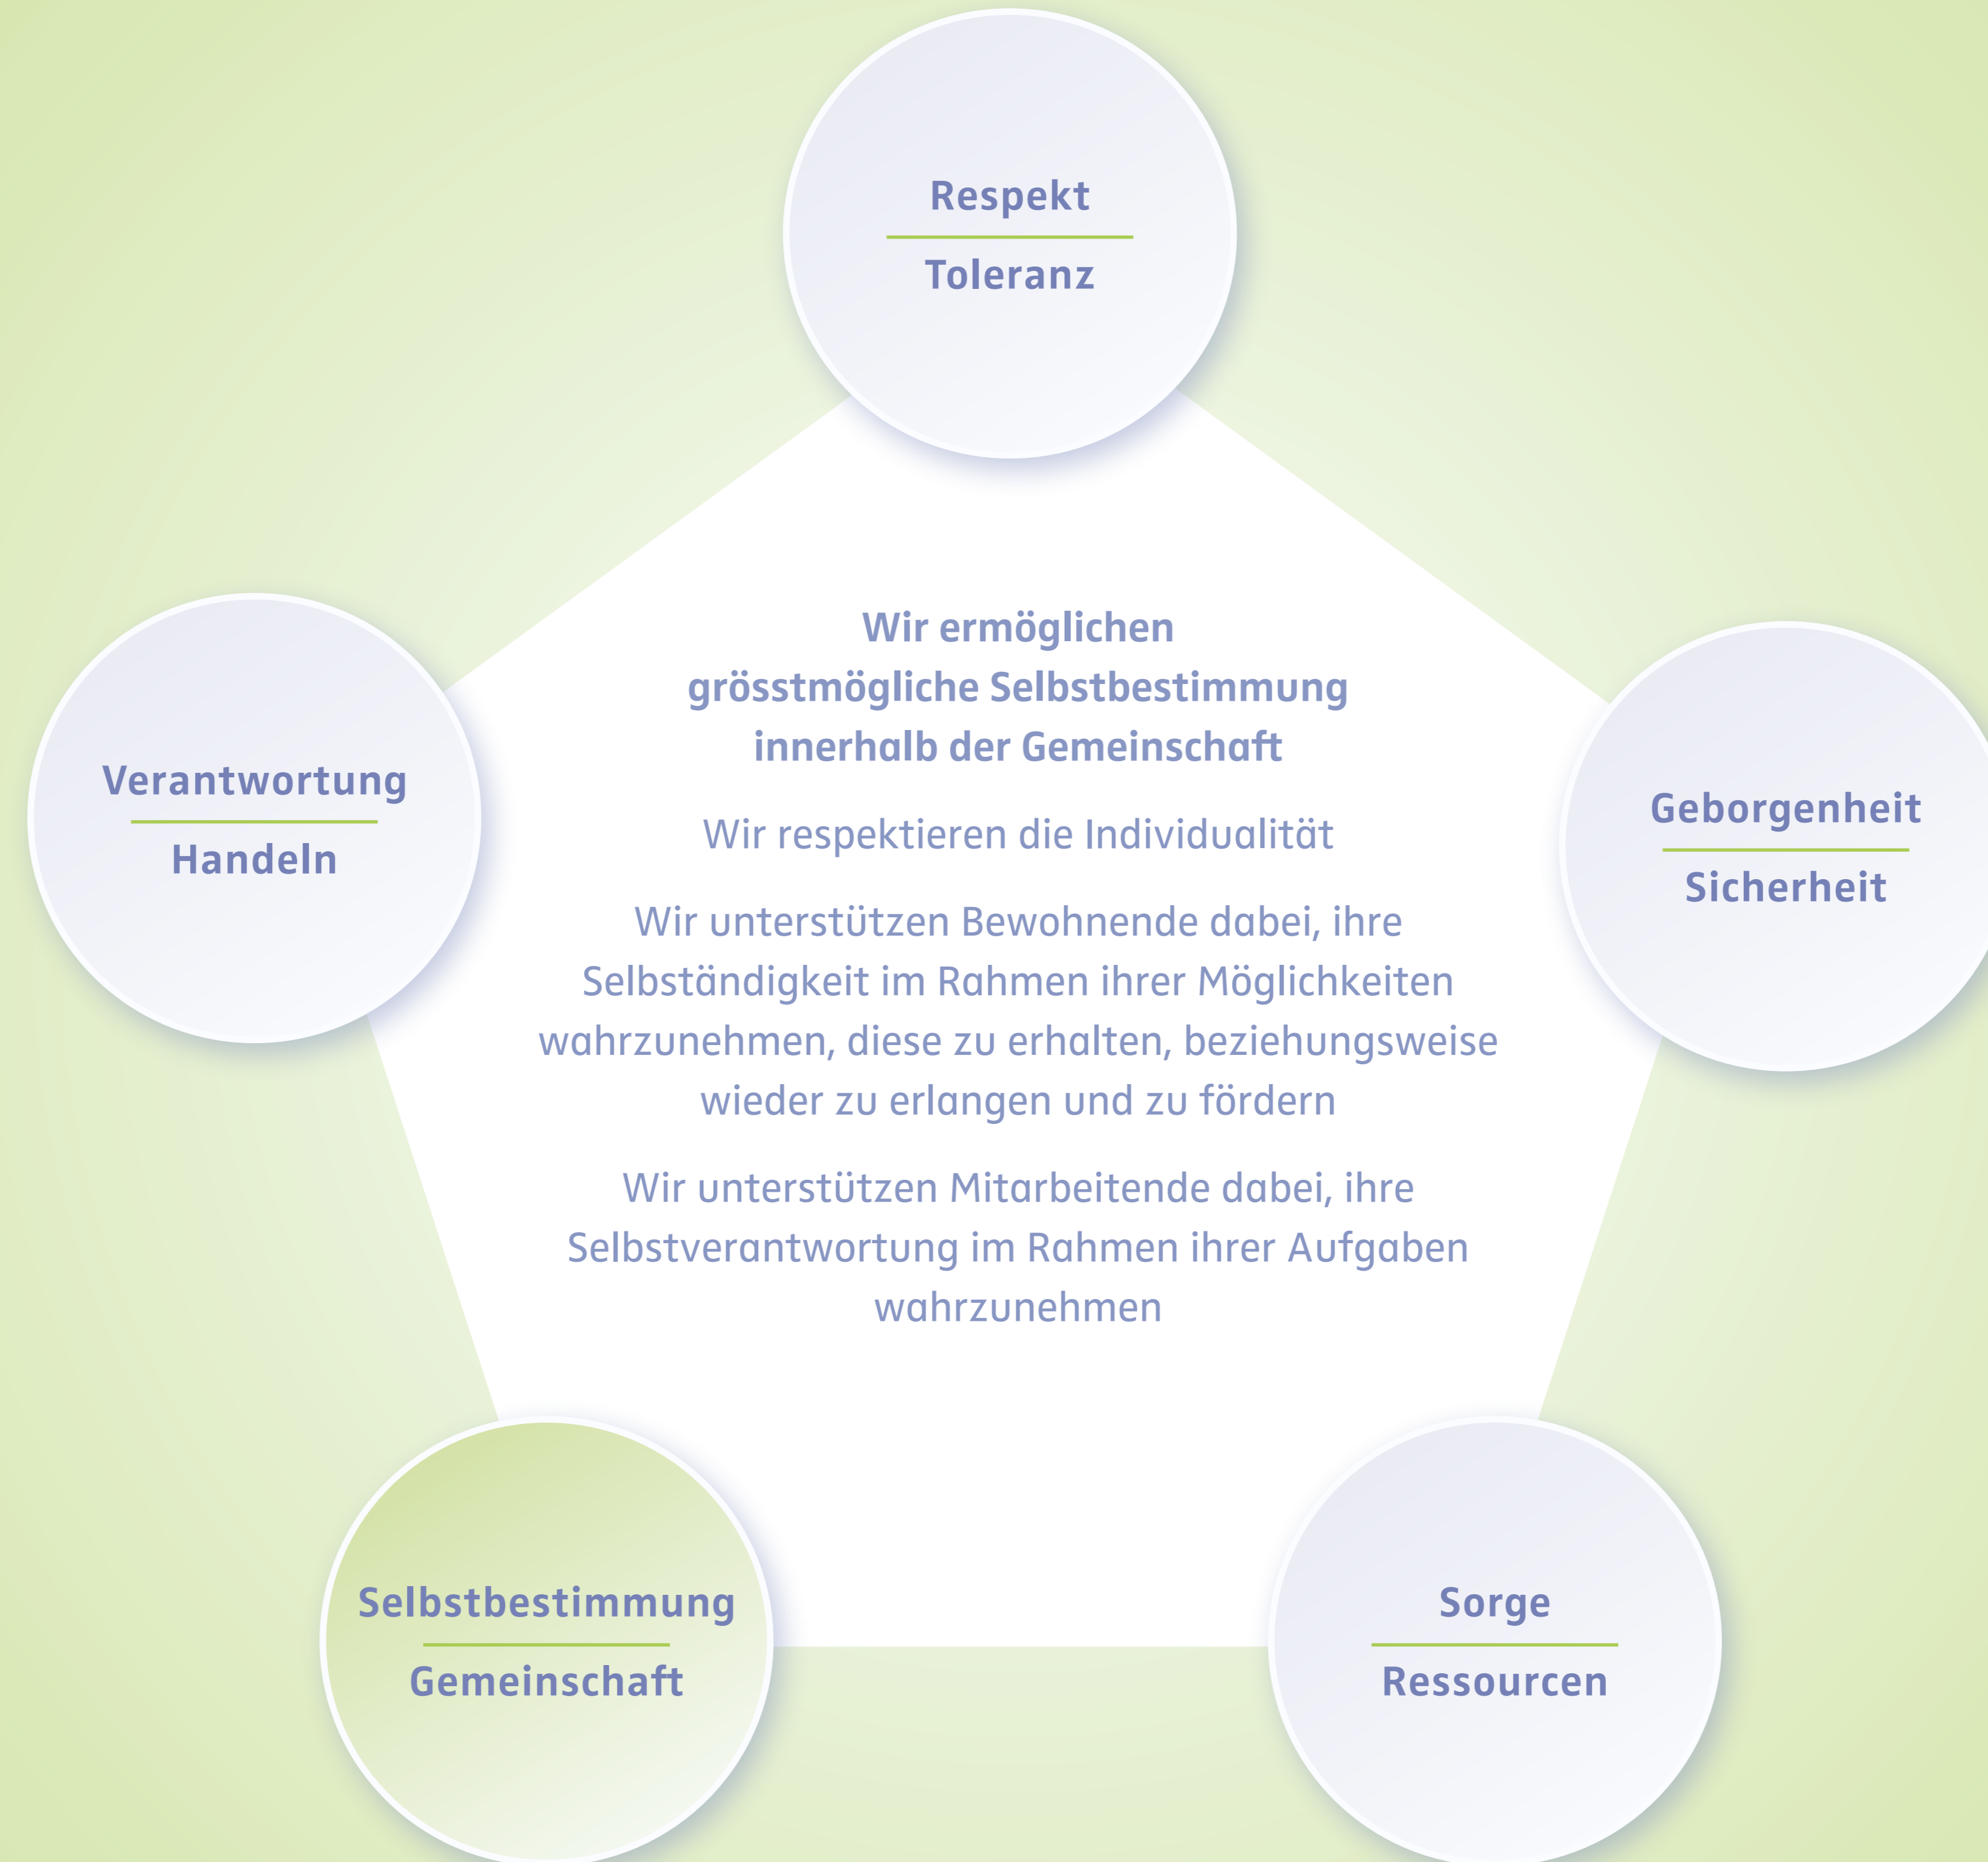 Respekt
Toleranz
Verantwortung
Handeln
Geborgenheit
Sicherheit
Wir ermöglichen
grösstmögliche Selbstbestimmung
innerhalb der Gemeinschaft
Wir respektieren die Individualität
Wir unterstützen Bewohnende dabei, ihre
Selbständigkeit im Rahmen ihrer Möglichkeiten
wahrzunehmen, diese zu erhalten, beziehungsweise
wieder zu erlangen und zu fördern
Wir unterstützen Mitarbeitende dabei, ihre
Selbstverantwortung im Rahmen ihrer Aufgaben
wahrzunehmen
Selbstbestimmung
Gemeinschaft
Sorge
Ressourcen